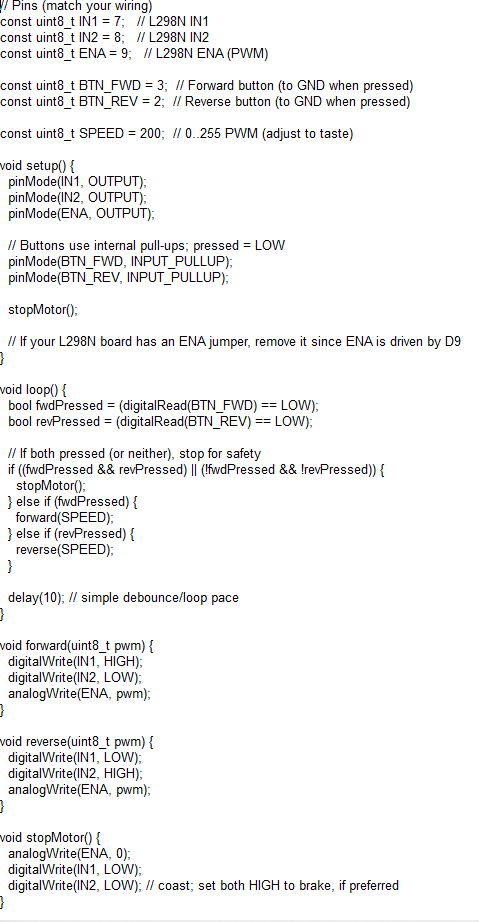 // Pins (match your wiring)
const uint8_t IN1 = 7;   // L298N IN1
const uint8_t IN2 = 8;   // L298N IN2
const uint8_t ENA = 9;   // L298N ENA (PWM)

const uint8_t BTN_FWD = 3;  // Forward button (to GND when pressed)
const uint8_t BTN_REV = 2;  // Reverse button (to GND when pressed)

const uint8_t SPEED = 200;  // 0..255 PWM (adjust to taste)

void setup() {
  pinMode(IN1, OUTPUT);
  pinMode(IN2, OUTPUT);
  pinMode(ENA, OUTPUT);

  // Buttons use internal pull-ups; pressed = LOW
  pinMode(BTN_FWD, INPUT_PULLUP);
  pinMode(BTN_REV, INPUT_PULLUP);

  stopMotor();

  // If your L298N board has an ENA jumper, remove it since ENA is driven by D9
}

void loop() {
  bool fwdPressed = (digitalRead(BTN_FWD) == LOW);
  bool revPressed = (digitalRead(BTN_REV) == LOW);

  // If both pressed (or neither), stop for safety
  if ((fwdPressed && revPressed) || (!fwdPressed && !revPressed)) {
    stopMotor();
  } else if (fwdPressed) {
    forward(SPEED);
  } else if (revPressed) {
    reverse(SPEED);
  }

  delay(10); // simple debounce/loop pace
}

void forward(uint8_t pwm) {
  digitalWrite(IN1, HIGH);
  digitalWrite(IN2, LOW);
  analogWrite(ENA, pwm);
}

void reverse(uint8_t pwm) {
  digitalWrite(IN1, LOW);
  digitalWrite(IN2, HIGH);
  analogWrite(ENA, pwm);
}

void stopMotor() {
  analogWrite(ENA, 0);
  digitalWrite(IN1, LOW);
  digitalWrite(IN2, LOW); // coast; set both HIGH to brake, if preferred
}